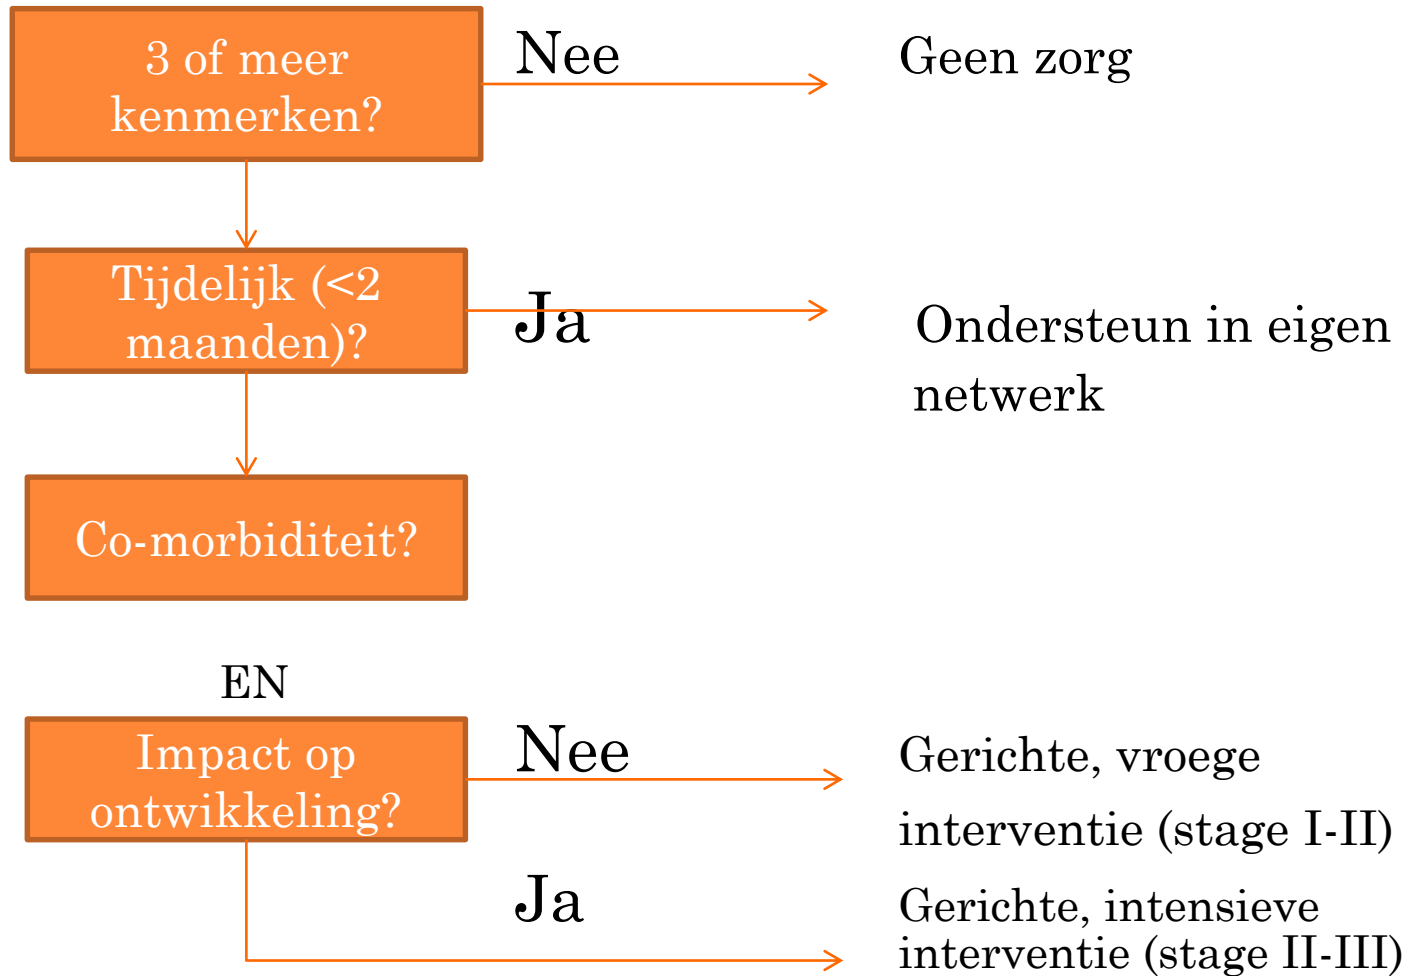 3 of meer
kenmerken?
Nee
Geen zorg
Tijdelijk (<2
maanden)?
Ja
Ondersteun in eigen
netwerk
Co-morbiditeit?
EN
Impact op
ontwikkeling?
Nee
Gerichte, vroege
interventie (stage I-II)
Ja
Gerichte, intensieve
interventie (stage II-III)